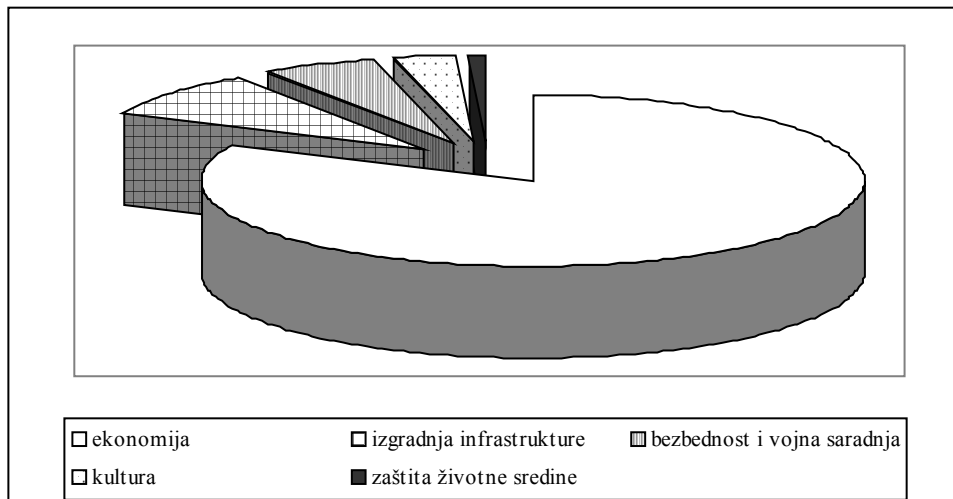 ekonomija izgradnja infrastrukture bezbednost i vojna saradnja
kultura zaštita životne sredine